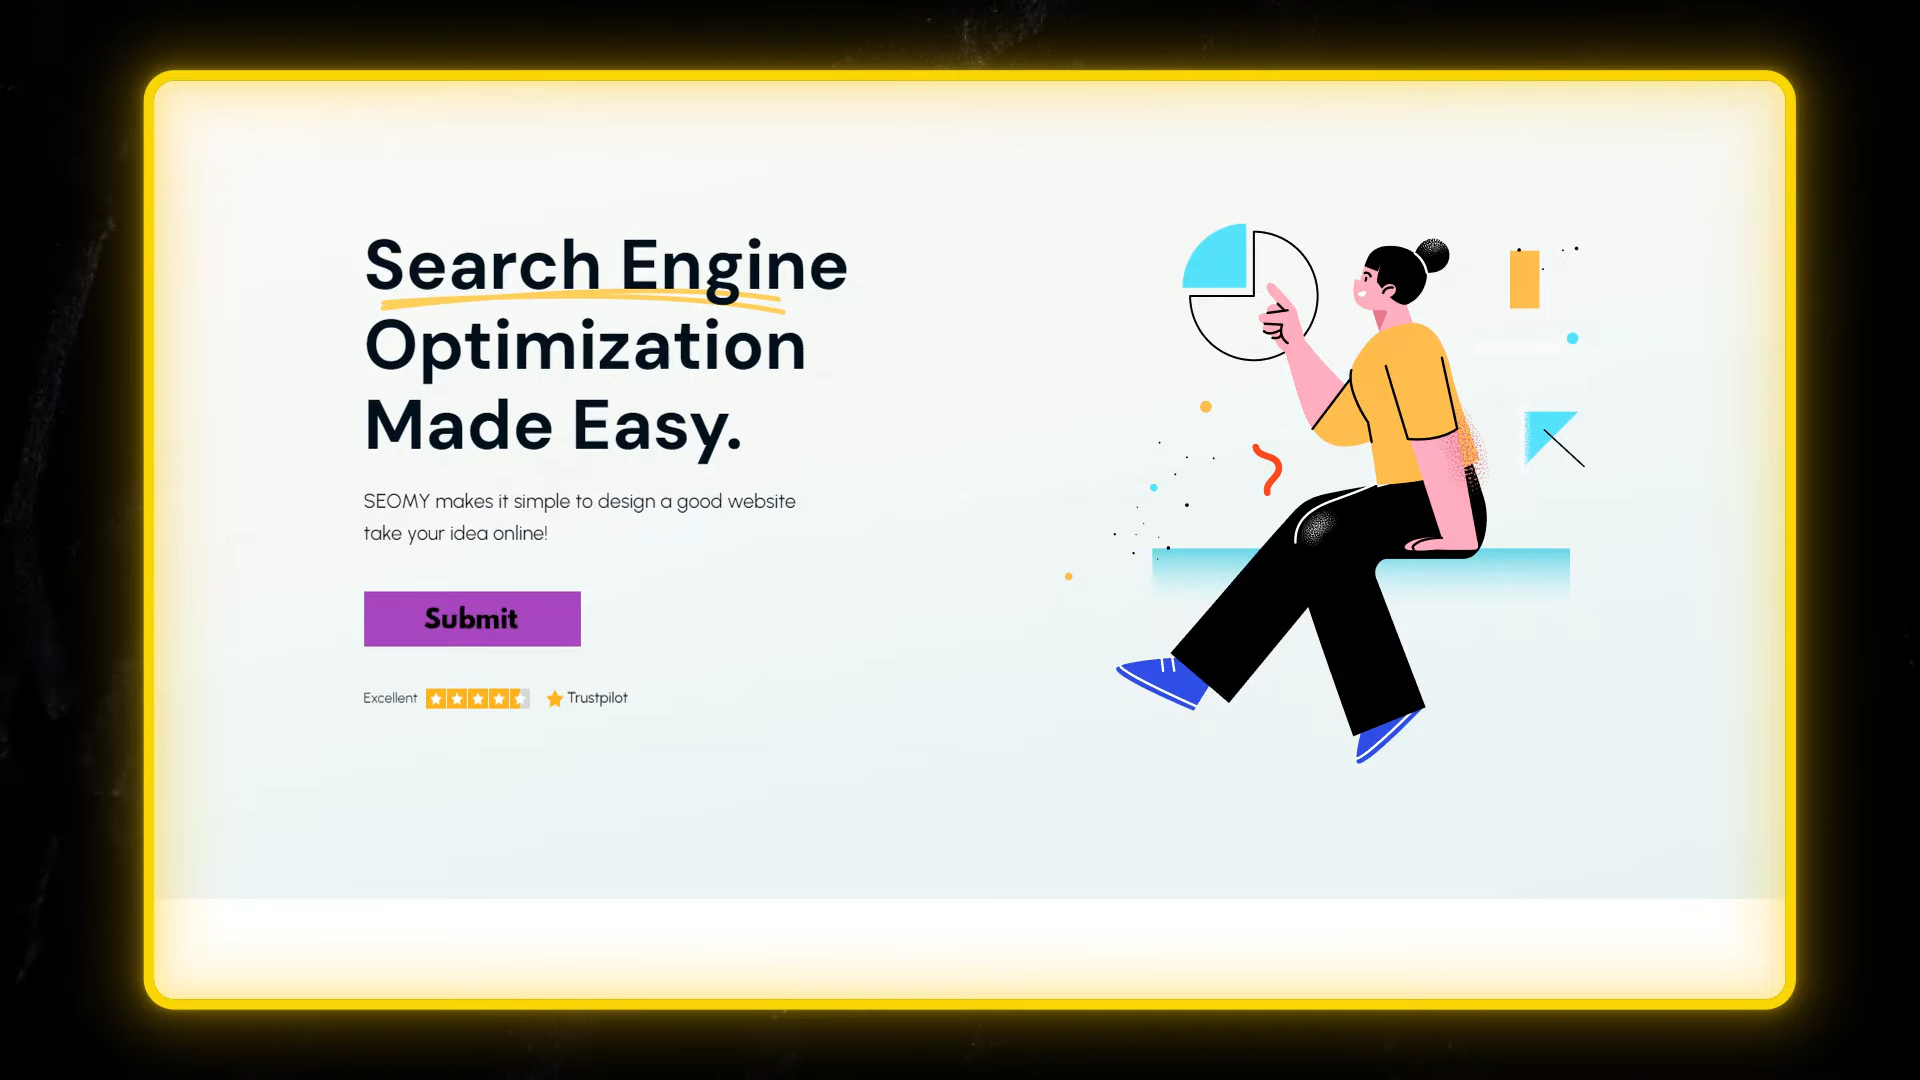 Search Engine
Optimization
Made Easy.
SEOMY makes it simple to design a good website
take your idea online!
Submit
Excellent
Trustpilot